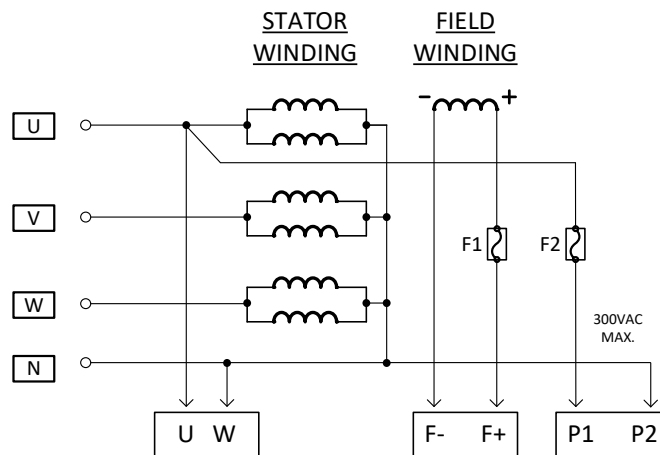 STATOR
WINDING
FIELD
WINDING
- +
U
V
F1
F2
W
300VAC
MAX.
N
U W
F- F+
P1 P2